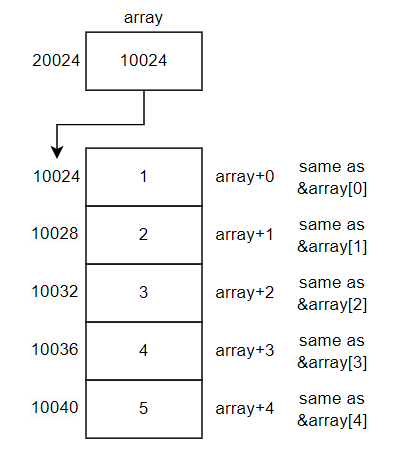 array
20024 10024
10024 1 array+0 same as
&array[0]
10028 2 array+1 same as
&array[1]
10032 3 array+2 same as
&array[2]
10036 4 array+3 same as
&array[3]
10040 5 array+4 same as
&array[4]